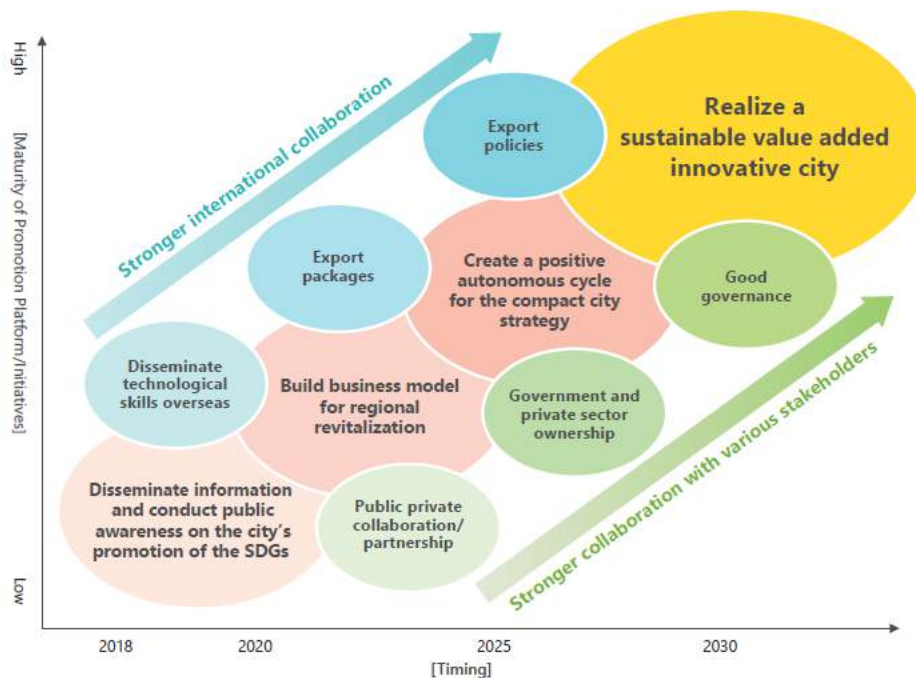 High
[Maturity of Promotion Platform/Initiatives]
Low
Stronger international collaboration
Export
policies
Realize a
sustainable value added
innovative city
Export
packages
Create a positive
autonomous cycle
for the compact city
strategy
Good
governance
Disseminate
technological
skills overseas
Build business model
for regional
revitalization
Government and
private sector
ownership
Disseminate information
and conduct public
awareness on the city's
promotion of the SDGs
Public private
collaboration/
partnership
Stronger collaboration with various stakeholders
2018
2020
2025
2030
[Timing]